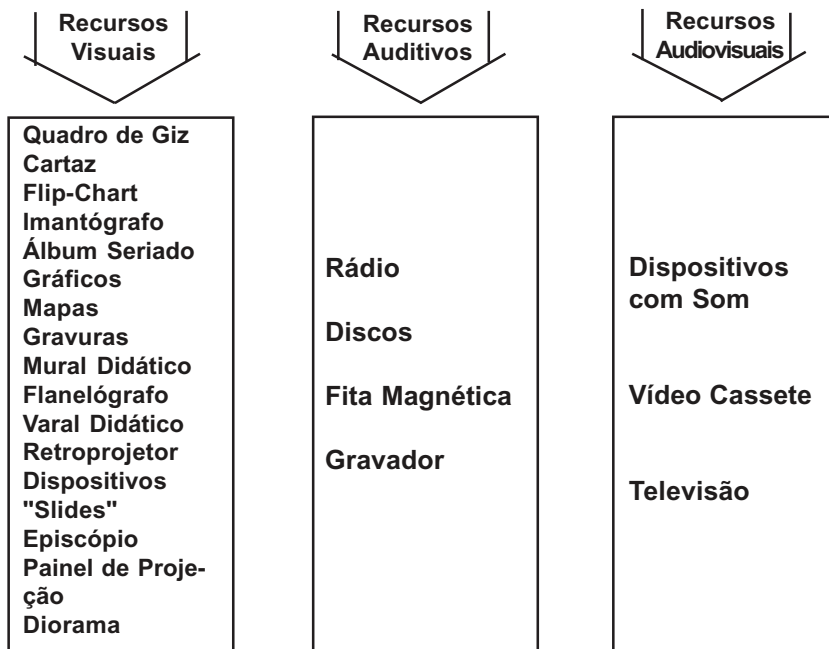 Recursos
Visuais
Quadro de Giz
Cartaz
Flip-Chart
Imantógrafo
Álbum Seriado
Gráficos
Mapas
Gravuras
Mural Didático
Flanelógrafo
Varal Didático
Retroprojetor
Dispositivos
"Slides"
Episcópio
Painel de Proje-
ção
Diorama
Recursos
Auditivos
Rádio
Discos
Fita Magnética
Gravador
Recursos
Audiovisuais
Dispositivos
com Som
Vídeo Cassete
Televisão